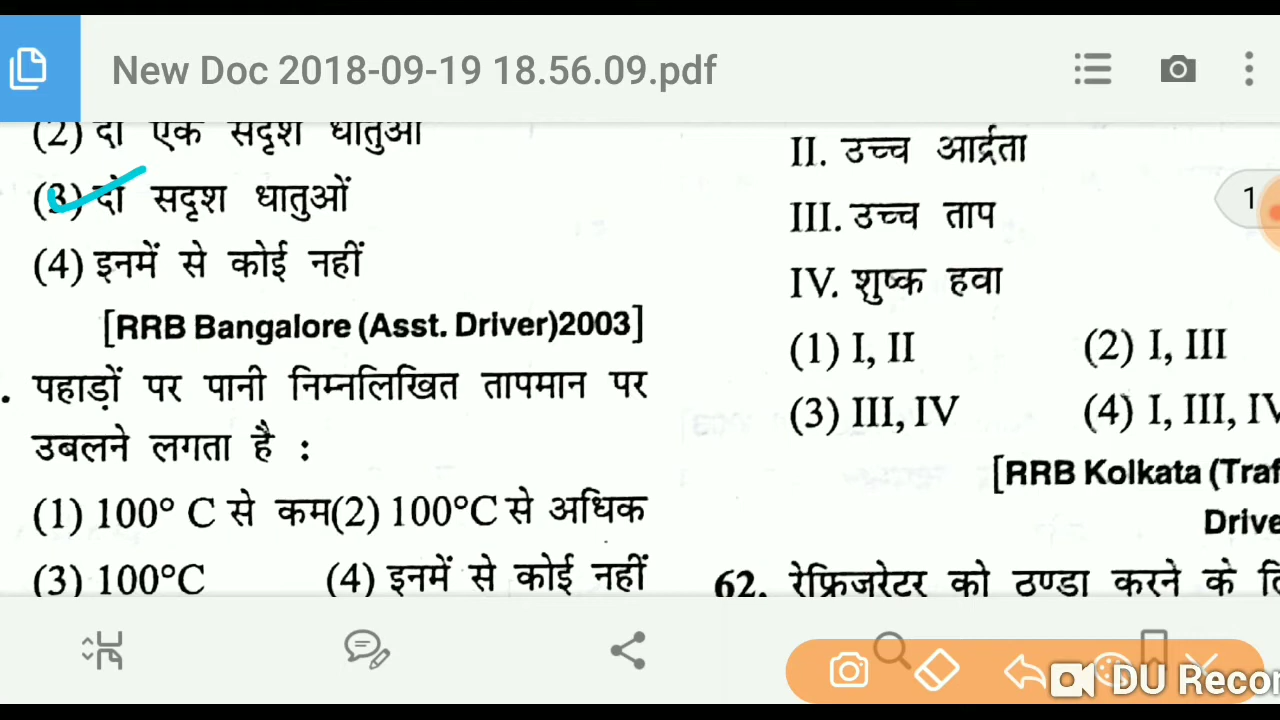 New Doc 2018-09-19 18.56.09.pdf
(2) दो एक सदृश धातुओं
(3) दो सदृश धातुओं
(4) इनमें से कोई नहीं
[RRB Bangalore (Asst. Driver)2003]
. पहाड़ों पर पानी निम्नलिखित तापमान पर
उबलने लगता है :
(1) 100° C से कम(2) 100°C से अधिक
(3) 100°C (4) इनमें से कोई नहीं
II. उच्च आर्द्रता
III. उच्च ताप
IV. शुष्क हवा
(1) I, II (2) I, III
(3) III, IV (4) I, III, IV
[RRB Kolkata (Traf
Drive
62. रेफ्रिजरेटर को ठण्डा करने के
1
DU Recor